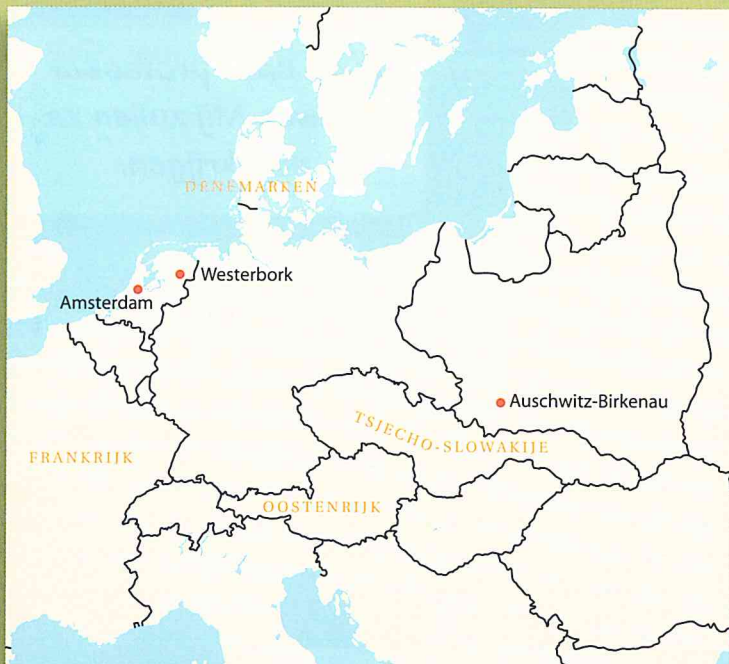 DENEMARKEN
Westerbork
Amsterdam
Auschwitz-Birkenau
TSJECHO-SLOWAKIJE
FRANKRIJK
OOSTENRIJK